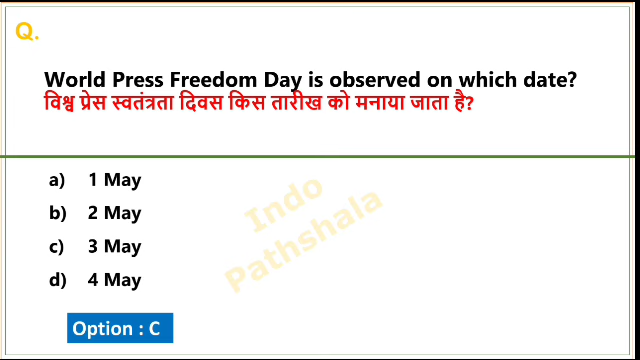 Q.
World Press Freedom Day is observed on which date?
विश्व प्रेस स्वतंत्रता दिवस किस तारीख को मनाया जाता है?
a) 1 May
b) 2 May
c) 3 May
d) 4 May
Indo
Pathshala
Option : C